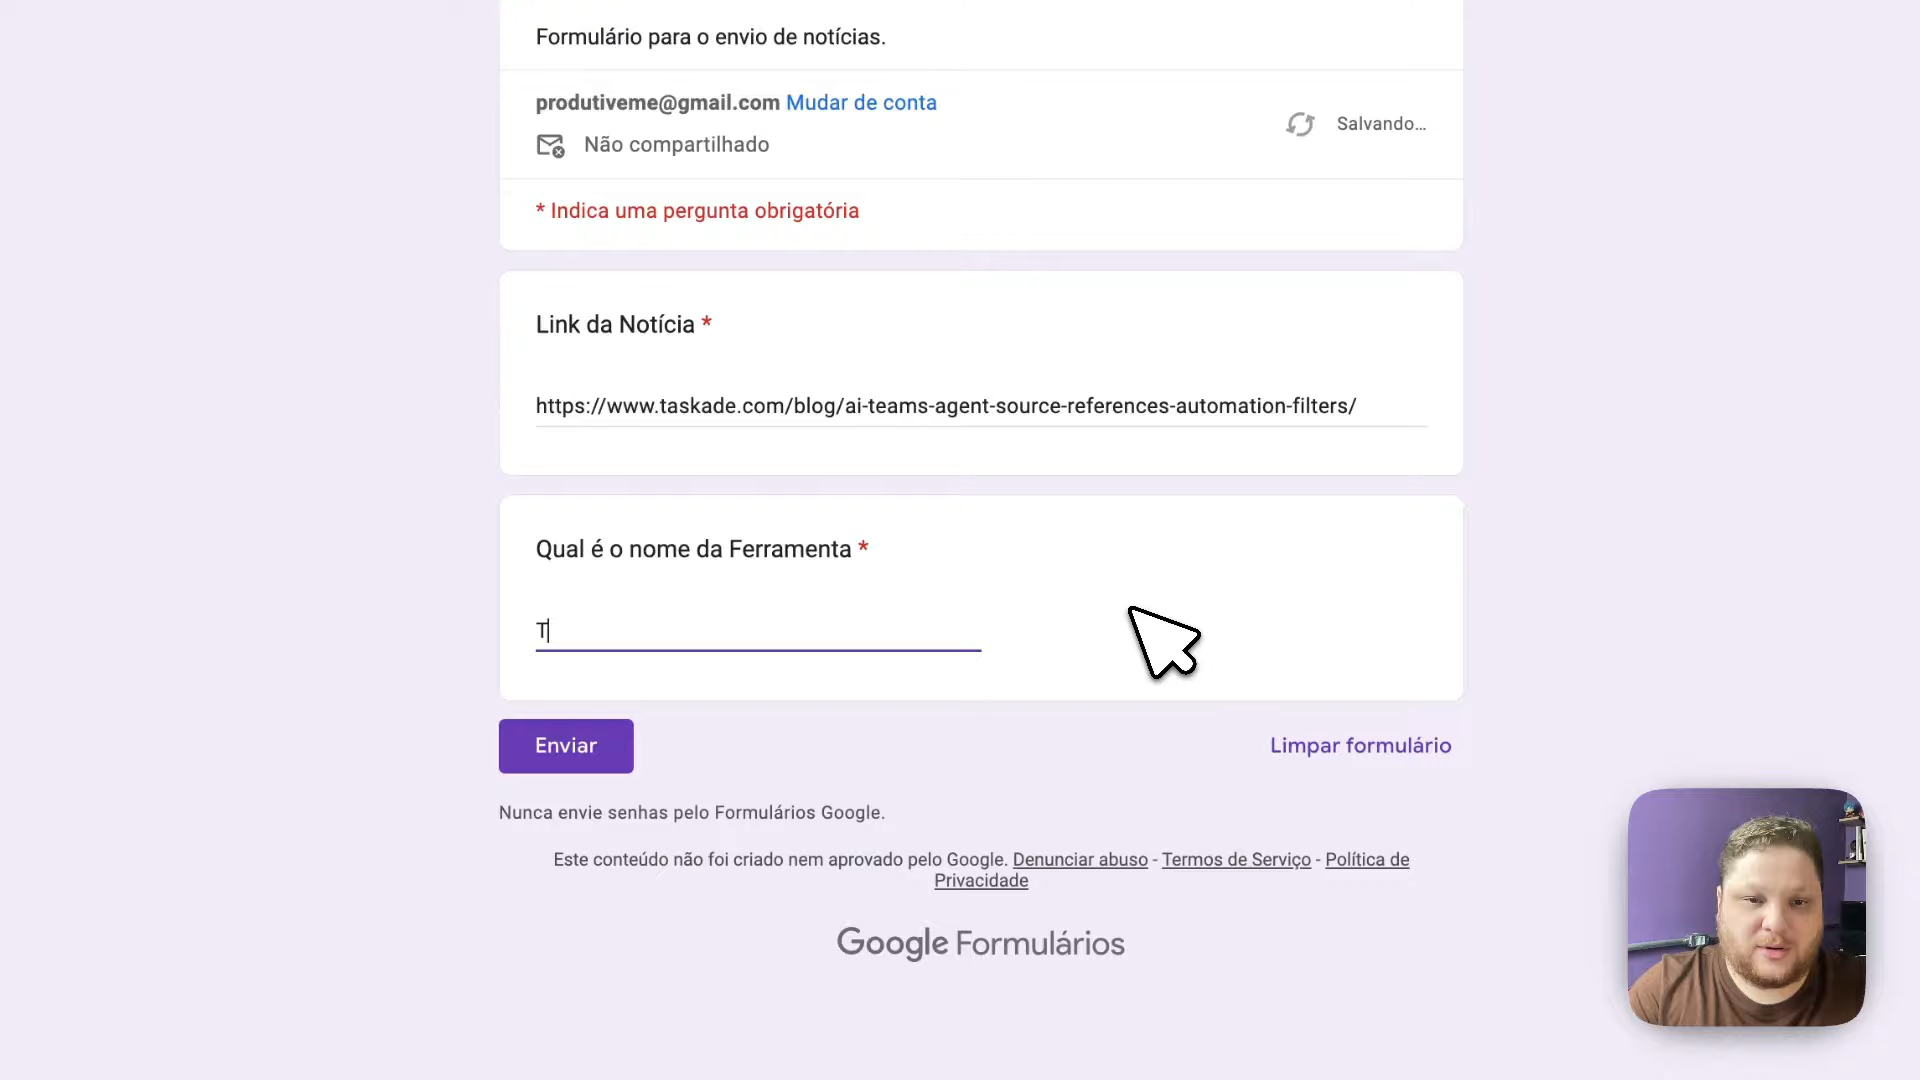 Formulário para o envio de notícias.
produtiveme@gmail.com Mudar de conta
Não compartilhado
Salvando...
* Indica uma pergunta obrigatória
Link da Notícia *
https://www.taskade.com/blog/ai-teams-agent-source-references-automation-filters/
Qual é o nome da Ferramenta *
T
Enviar
Limpar formulário
Nunca envie senhas pelo Formulários Google.
Este conteúdo não foi criado nem aprovado pelo Google. Denunciar abuso - Termos de Serviço - Política de
Privacidade
Google Formulários